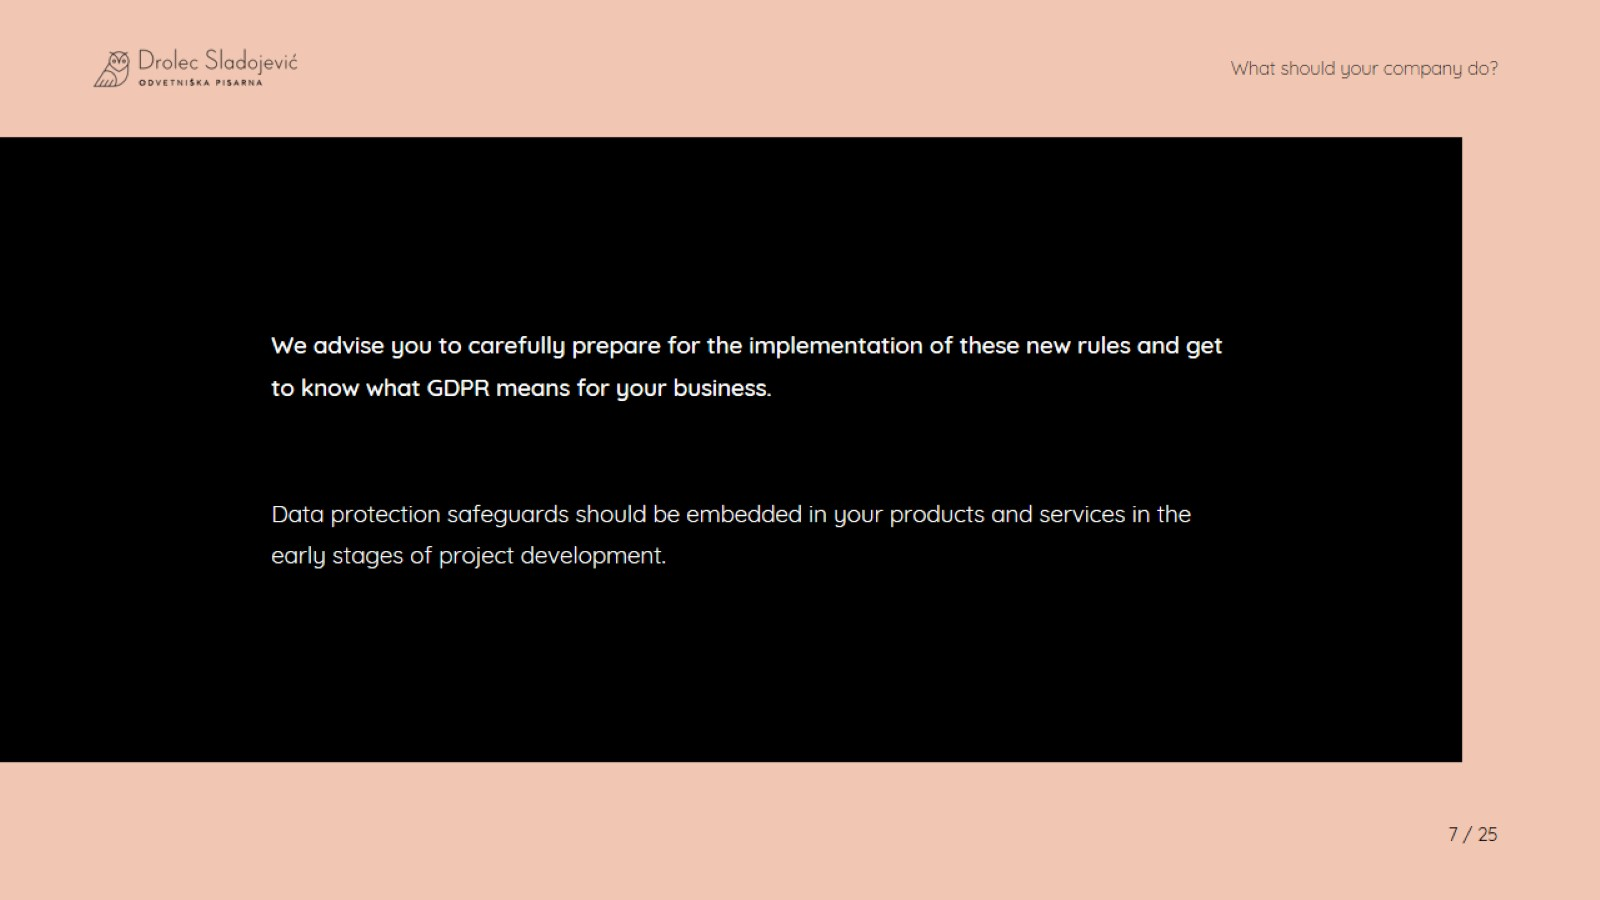 Drolec Sladojević
ODVETNIŠKA PISARNA
What should your company do?
We advise you to carefully prepare for the implementation of these new rules and get
to know what GDPR means for your business.
Data protection safeguards should be embedded in your products and services in the
early stages of project development.
7 / 25